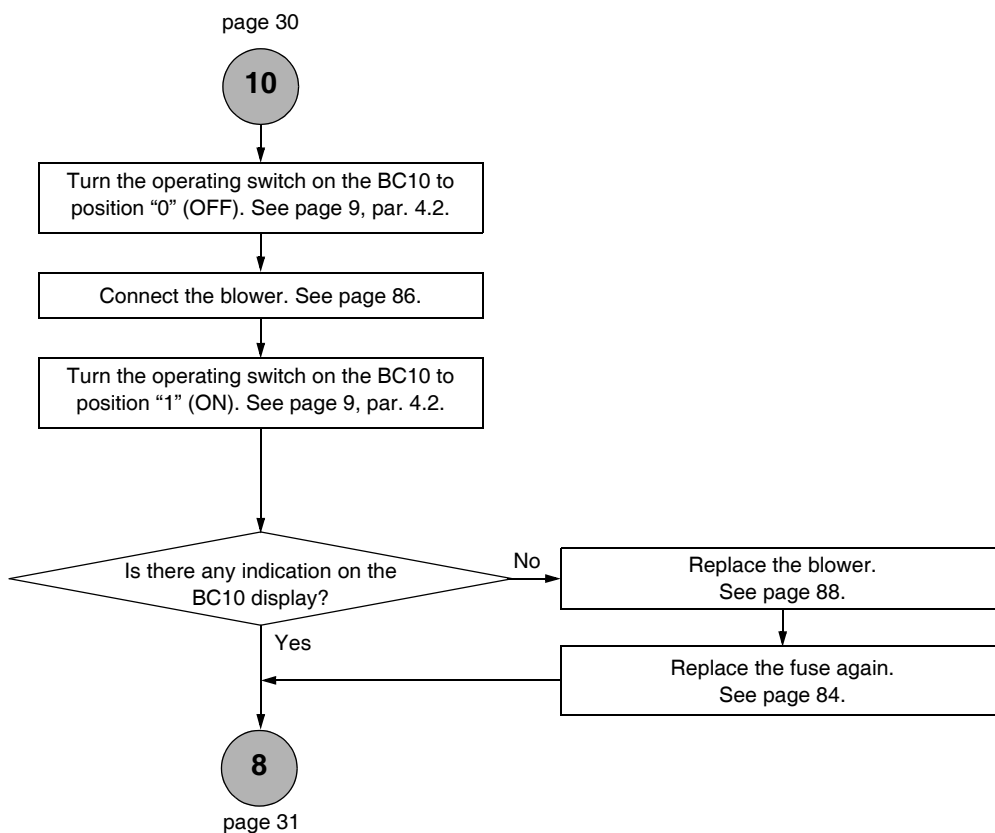 page 30
10
Turn the operating switch on the BC10 to
position “0” (OFF). See page 9, par. 4.2.
Connect the blower. See page 86.
Turn the operating switch on the BC10 to
position “1” (ON). See page 9, par. 4.2.
Is there any indication on the
BC10 display?
No
Replace the blower.
See page 88.
Yes
Replace the fuse again.
See page 84.
8
page 31